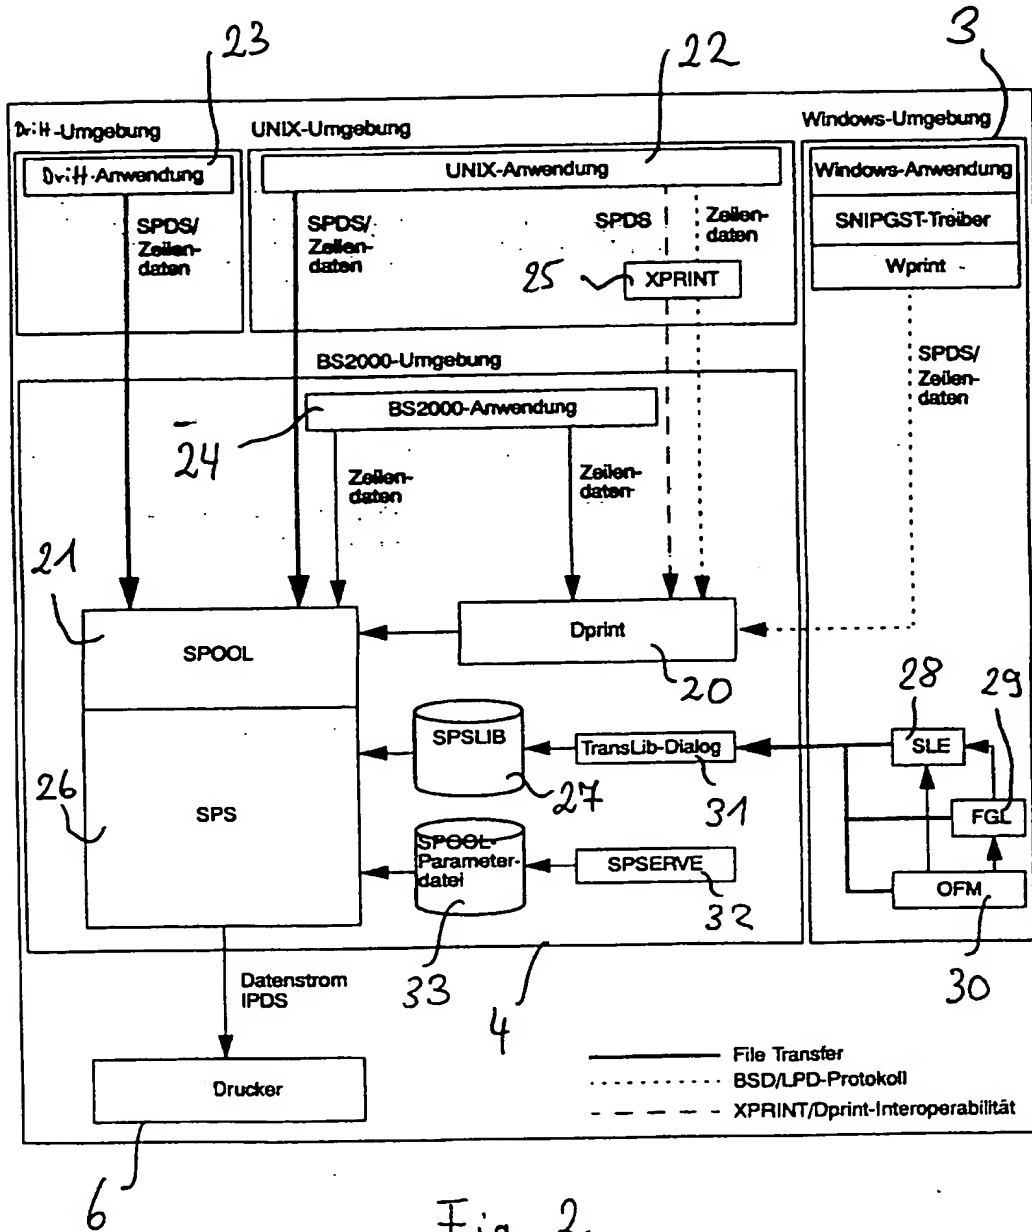 23
22
3
Dritt-Umgebung
UNIX-Umgebung
Windows-Umgebung
Dritt-Anwendung
UNIX-Anwendung
Windows-Anwendung
SNIPGST-Treiber
Wprint
SPDS/
Zeilen-
daten
SPDS/
Zeilen-
daten
SPDS
Zeilen-
daten
25
XPRINT
SPDS/
Zeilen-
daten
BS2000-Umgebung
BS2000-Anwendung
24
Zeilen-
daten
Zeilen-
daten
21
SPOOL
Dprint
20
28
29
SPSLIB
TransLib-Dialog
SLE
27
31
26
SPS
FGL
SPOOL-
Parameter-
datei
SPSERVE
OFM
32
33
30
4
Datenstrom
IPDS
Drucker
File Transfer
BSD/LPD-Protokoll
XPRINT/Dprint-Interoperabilität
6
Fig. 2